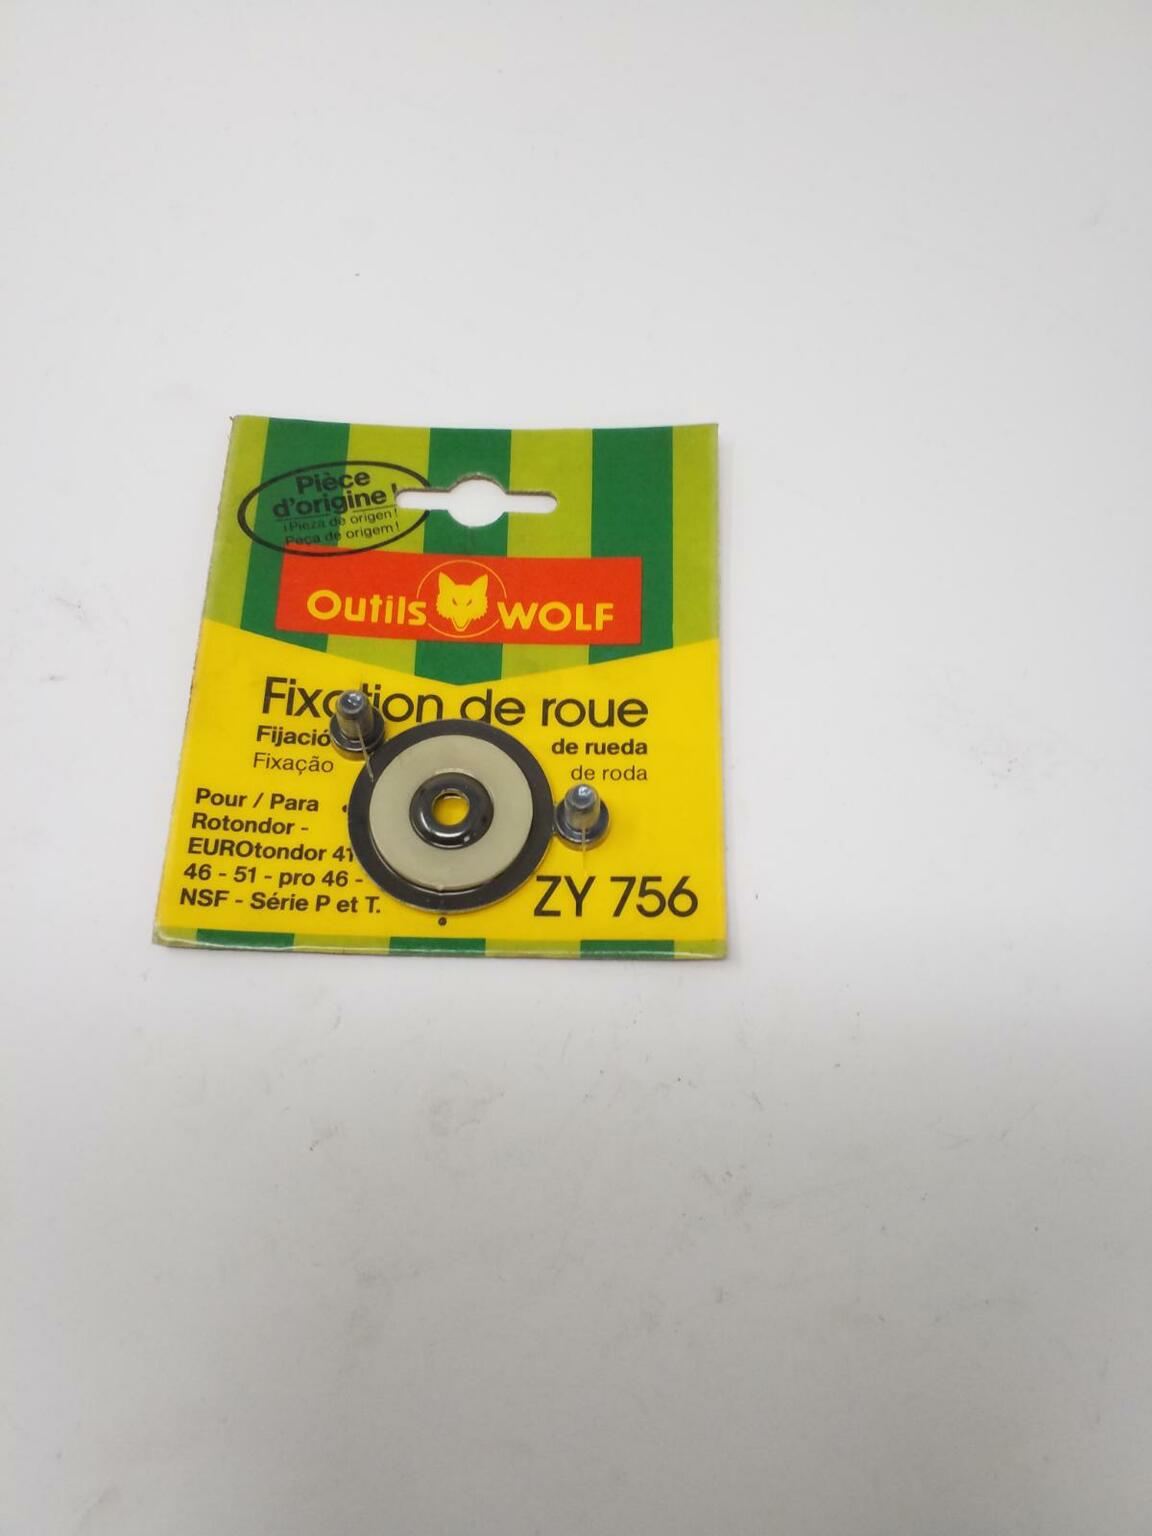 Pièce
d'origine!
¡Pieza de origen!
Peça de origem!
Outils WOLF
Fixation de roue
Fijació de rueda
Fixação de roda
Pour / Para
Rotondor -
EUROtondor 41
46 - 51 - pro 46 -
NSF - Série P et T.
ZY 756